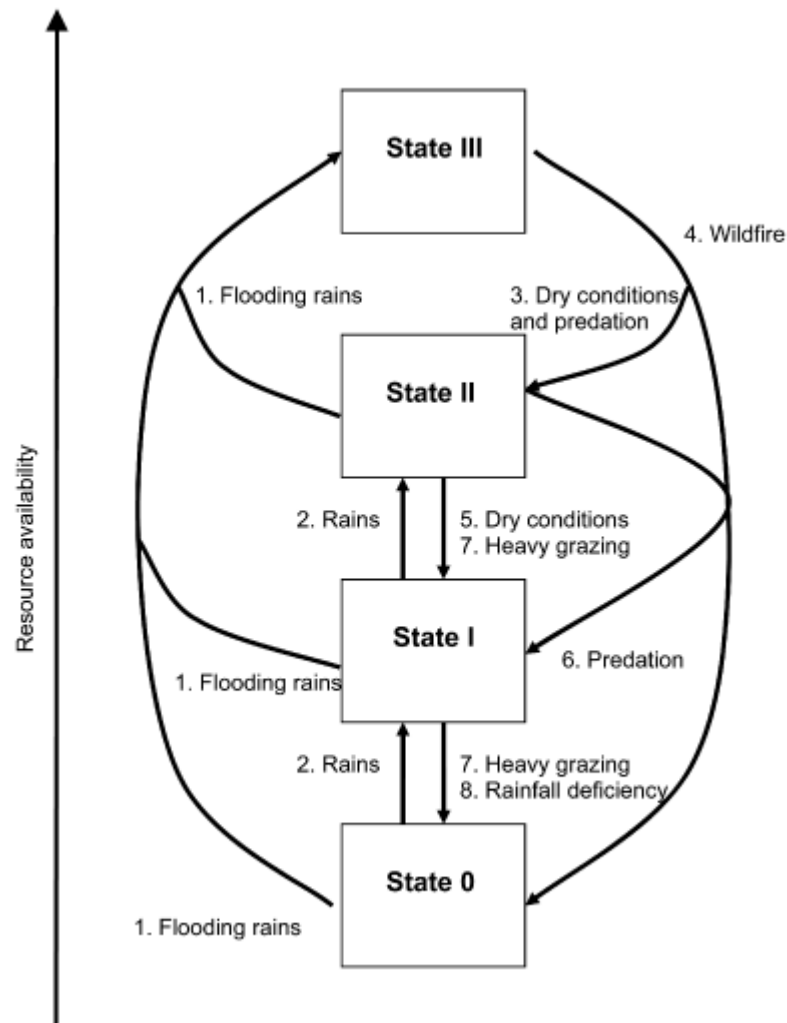 State III
4. Wildfire
1. Flooding rains
3. Dry conditions
and predation
State II
Resource availability
2. Rains
5. Dry conditions
7. Heavy grazing
State I
6. Predation
1. Flooding rains
2. Rains
7. Heavy grazing
8. Rainfall deficiency
State 0
1. Flooding rains